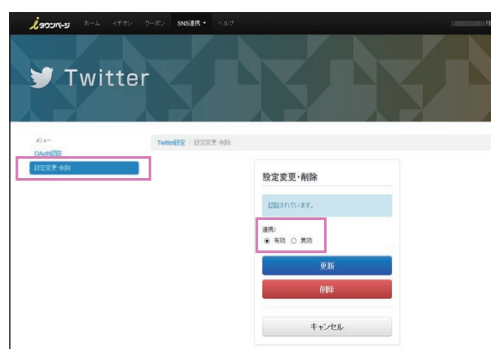 iタウンページ ホーム イチオシ クーポン SNS連携 ヘルプ
Twitter
メニュー
OAuth認証
設定変更・削除
Twitter設定 / 設定変更・削除
設定変更・削除
認証されています。
連携:
有効 無効
更新
削除
キャンセル